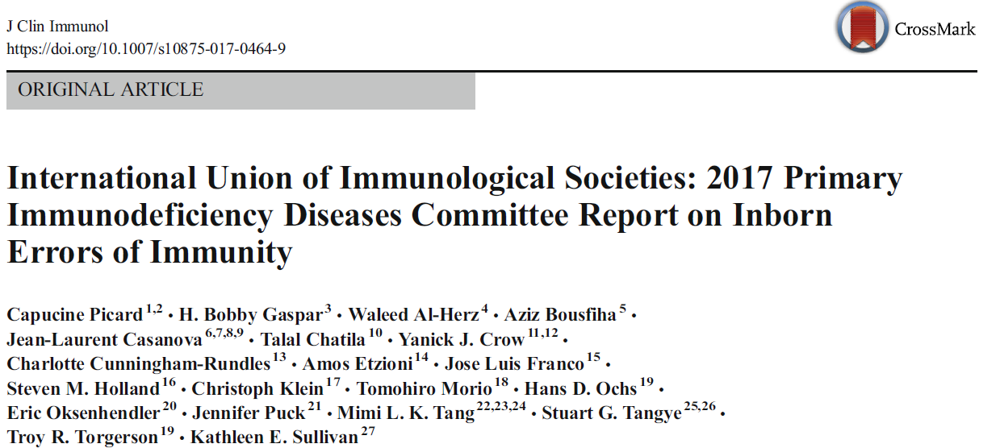 J Clin Immunol
https://doi.org/10.1007/s10875-017-0464-9
CrossMark
ORIGINAL ARTICLE
International Union of Immunological Societies: 2017 Primary
Immunodeficiency Diseases Committee Report on Inborn
Errors of Immunity
Capucine Picard 1,2 • H. Bobby Gaspar 3 • Waleed Al-Herz 4 • Aziz Bousfiha 5 •
Jean-Laurent Casanova 6,7,8,9 • Talal Chatila 10 • Yanick J. Crow 11,12 •
Charlotte Cunningham-Rundles 13 • Amos Etzioni 14 • Jose Luis Franco 15 •
Steven M. Holland 16 • Christoph Klein 17 • Tomohiro Morio 18 • Hans D. Ochs 19 •
Eric Oksenhendler 20 • Jennifer Puck 21 • Mimi L. K. Tang 22,23,24 • Stuart G. Tangye 25,26 •
Troy R. Torgerson 19 • Kathleen E. Sullivan 27